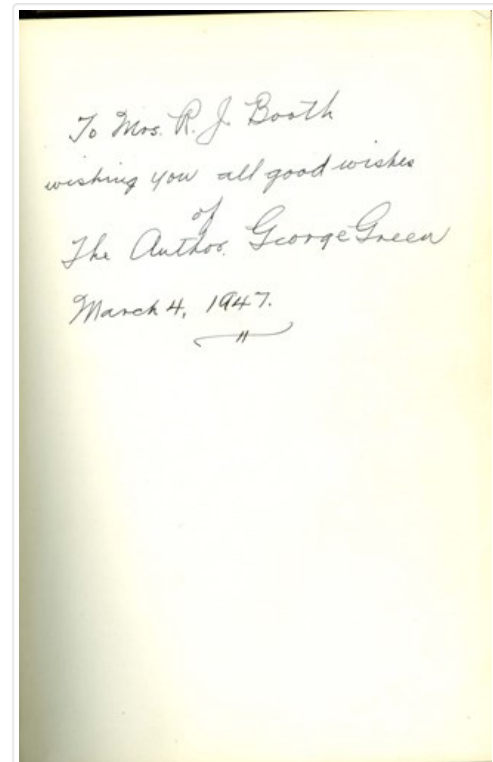 To Mrs. R. J. Booth
wishing you all good wishes
of
The Author. George Green
March 4, 1947.